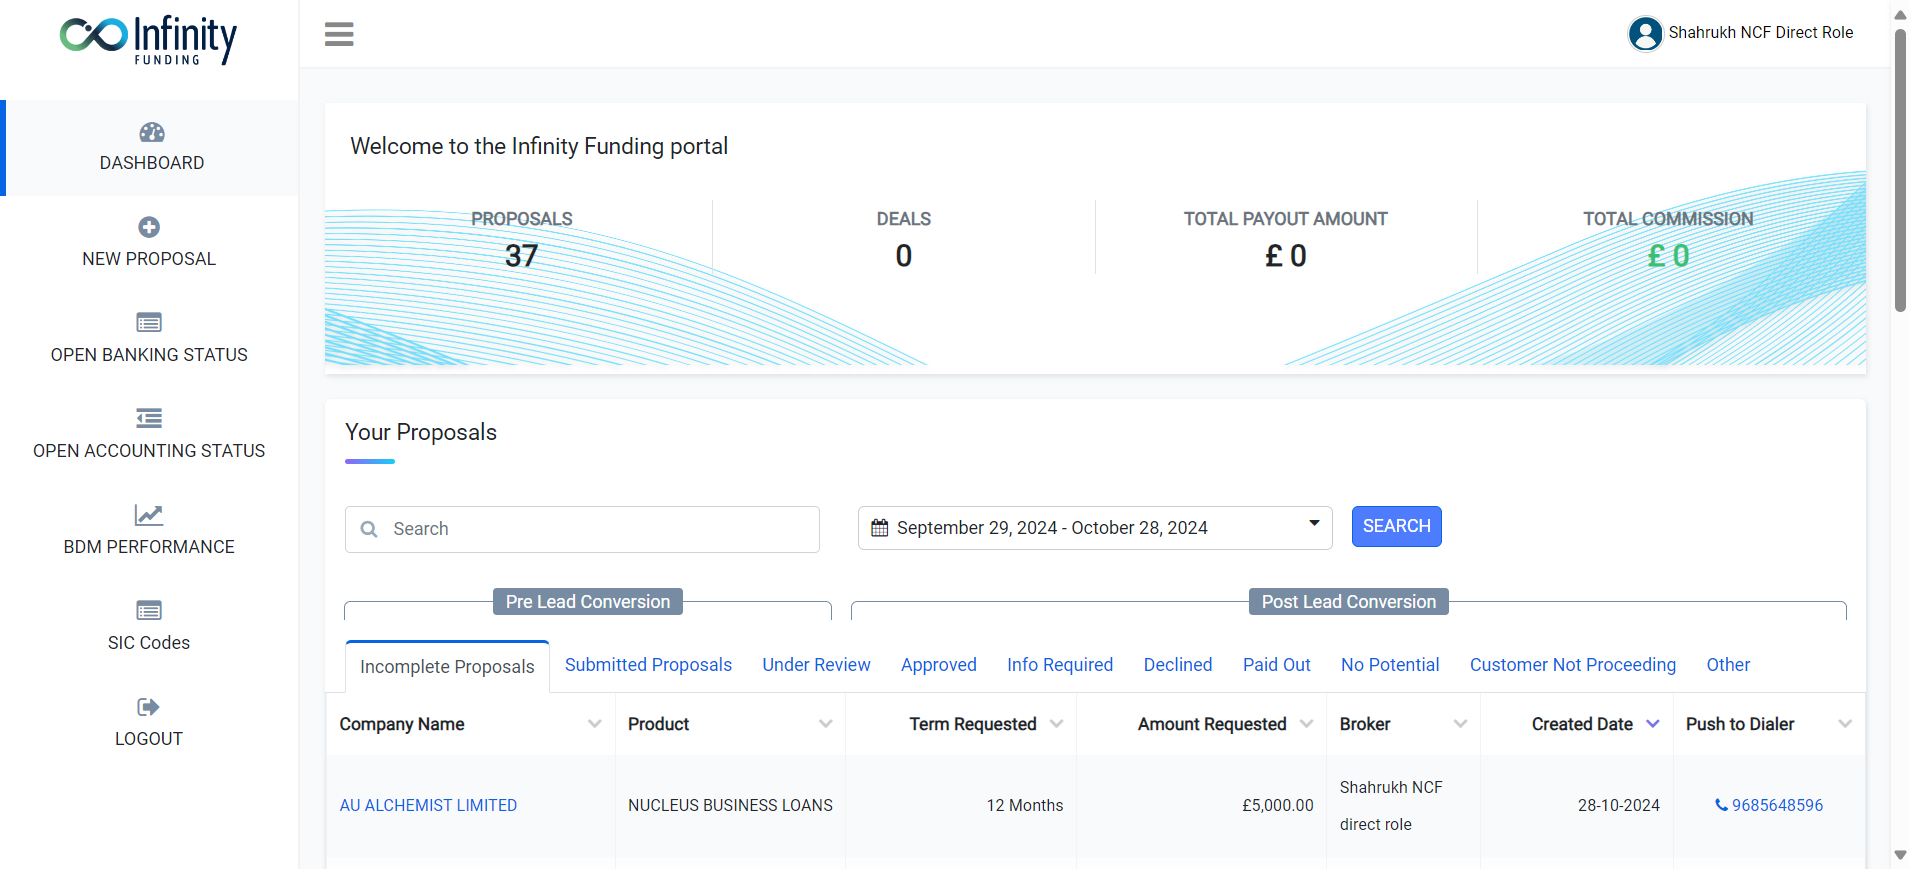 Infinity
FUNDING
Shahrukh NCF Direct Role
DASHBOARD
NEW PROPOSAL
OPEN BANKING STATUS
OPEN ACCOUNTING STATUS
BDM PERFORMANCE
SIC Codes
LOGOUT
Welcome to the Infinity Funding portal
PROPOSALS DEALS TOTAL PAYOUT AMOUNT TOTAL COMMISSION
37 0 £ 0 £ 0
Your Proposals
Search September 29, 2024 - October 28, 2024 SEARCH
Pre Lead Conversion Post Lead Conversion
Incomplete Proposals Submitted Proposals Under Review Approved Info Required Declined Paid Out No Potential Customer Not Proceeding Other
Company Name Product Term Requested Amount Requested Broker Created Date Push to Dialer
AU ALCHEMIST LIMITED NUCLEUS BUSINESS LOANS 12 Months £5,000.00 Shahrukh NCF 28-10-2024 9685648596
direct role